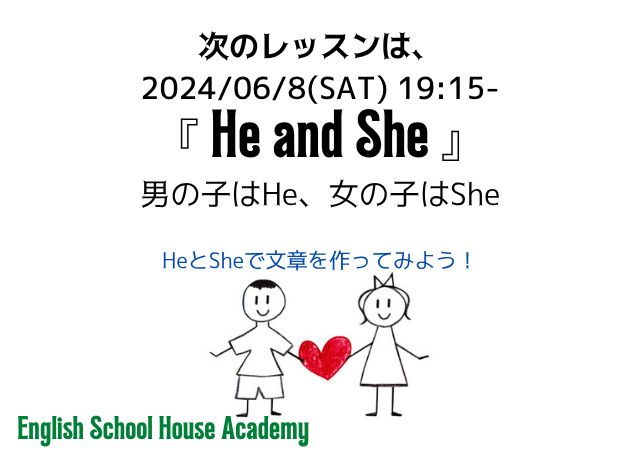 次のレッスンは、
2024/06/8(SAT) 19:15-
『 He and She 』
男の子はHe、女の子はShe
HeとSheで文章を作ってみよう！
English School House Academy